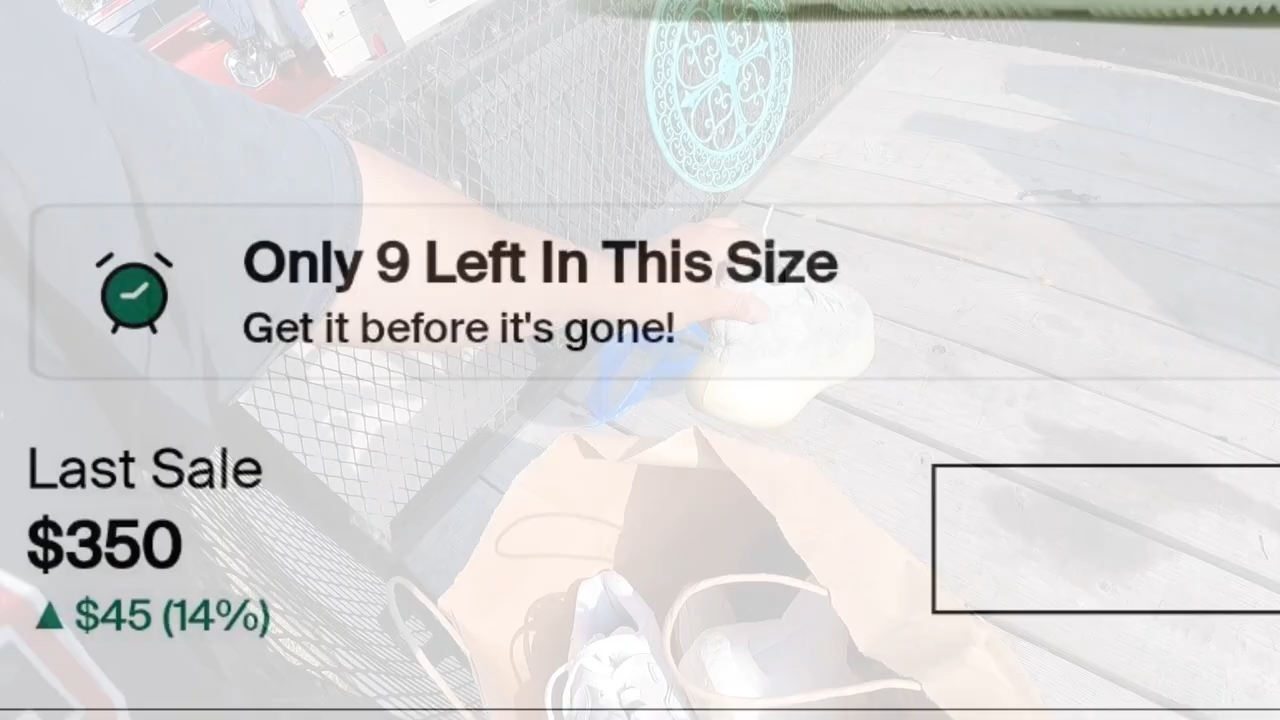 Only 9 Left In This Size
Get it before it's gone!
Last Sale
$350
▲ $45 (14%)